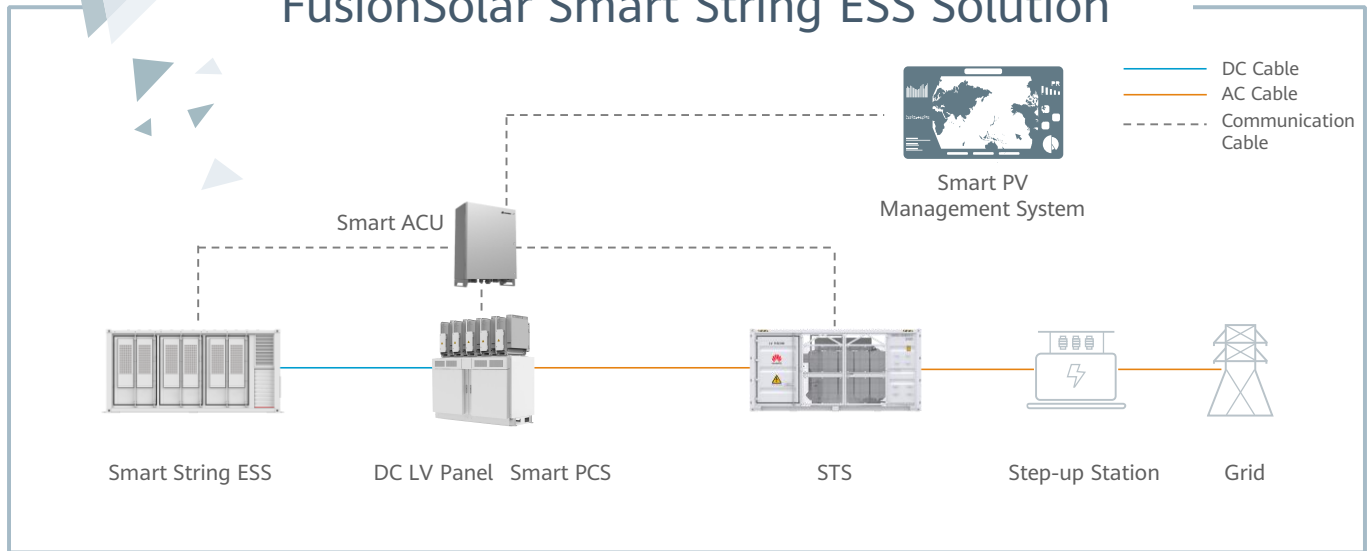 FusionSolar Smart String ESS Solution
DC Cable
AC Cable
Communication
Cable
Smart PV
Management System
Smart ACU
Smart String ESS
DC LV Panel
Smart PCS
STS
Step-up Station
Grid